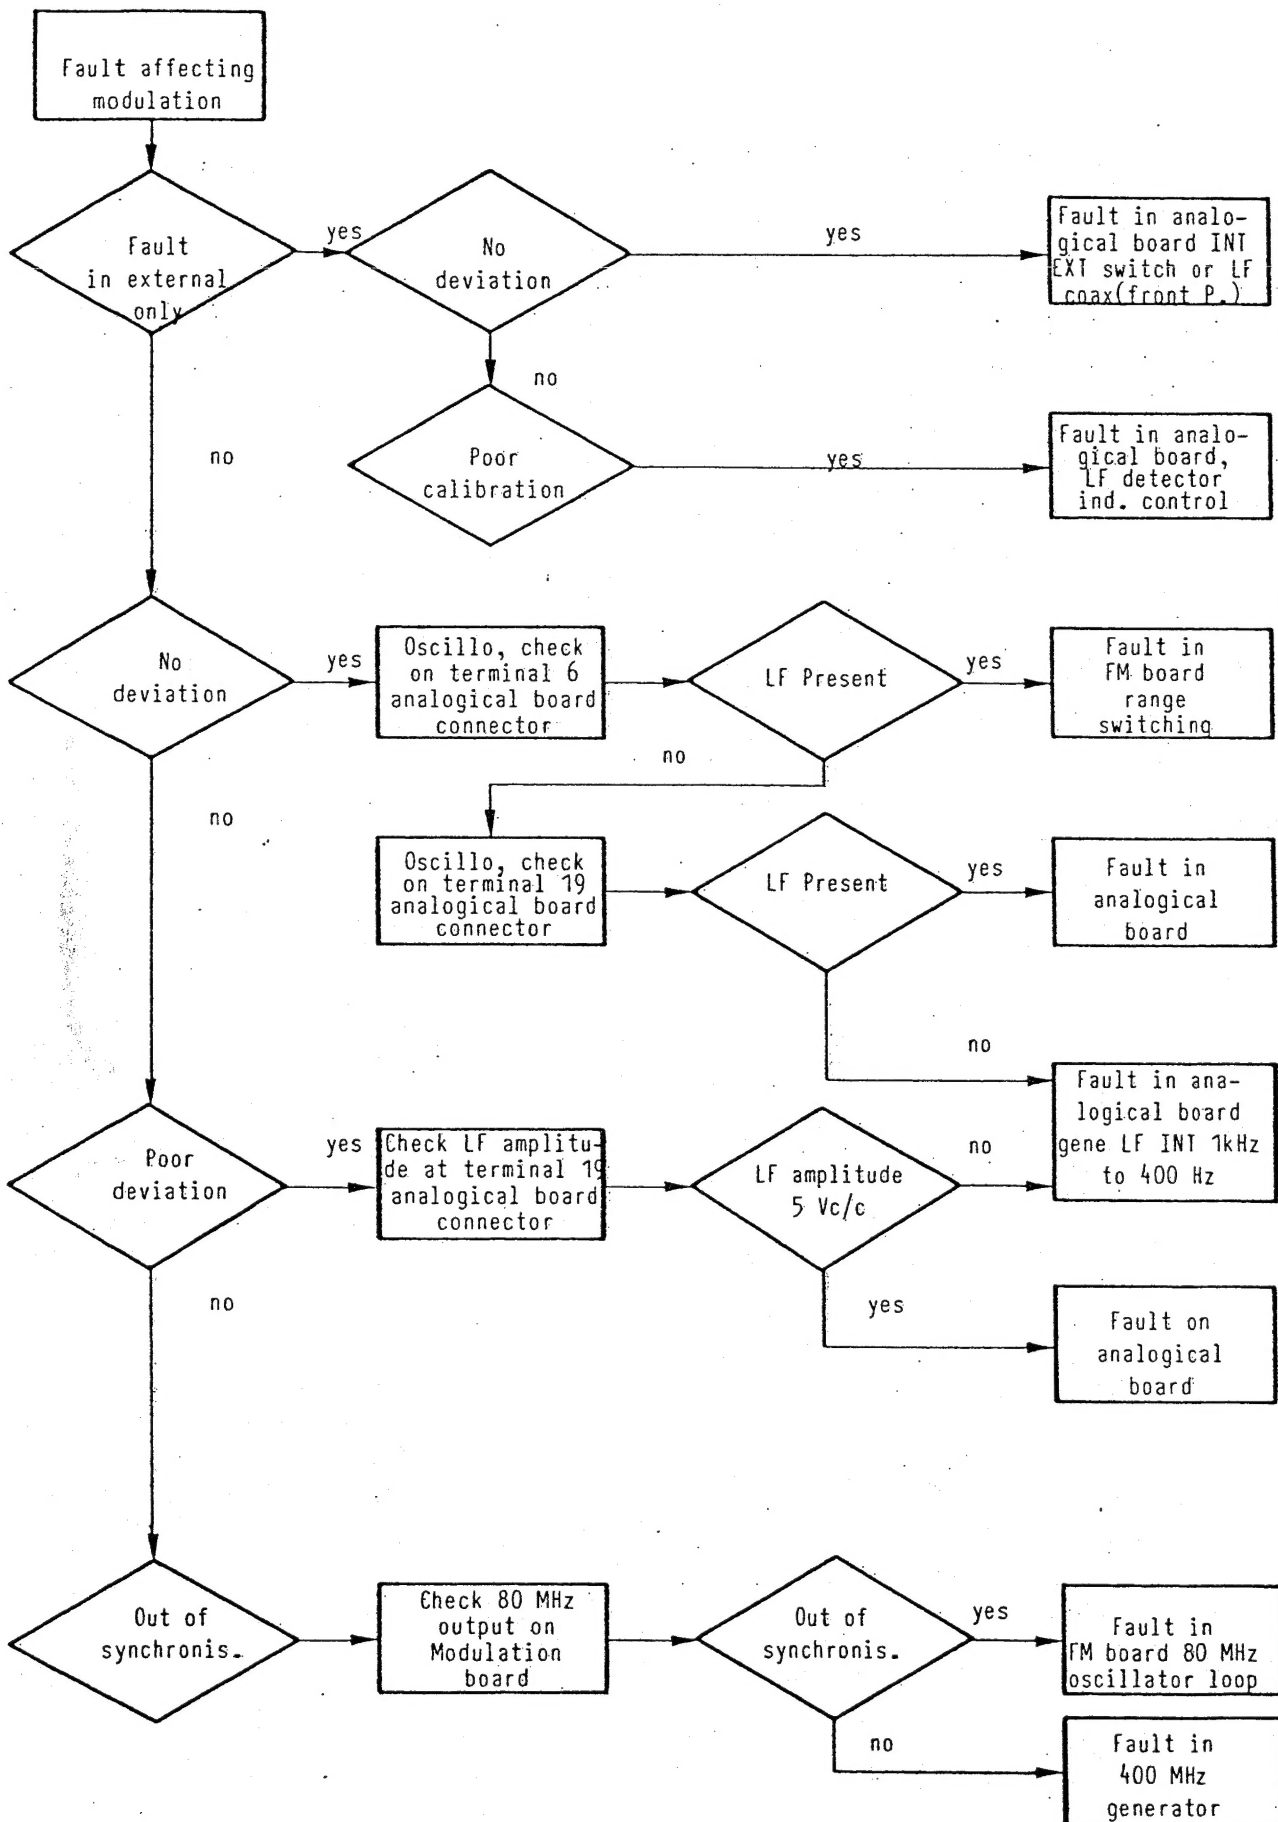 Fault affecting
modulation
Fault
in external
only
yes
No
deviation
yes
Fault in analo-
gical board INT
EXT switch or LF
coax(front P.)
no
no
Poor
calibration
yes
Fault in analo-
gical board,
LF detector
ind. control
No
deviation
yes
Oscillo, check
on terminal 6
analogical board
connector
LF Present
yes
Fault in
FM board
range
switching
no
no
Oscillo, check
on terminal 19
analogical board
connector
LF Present
yes
Fault in
analogical
board
no
Fault in ana-
logical board
gene LF INT 1kHz
to 400 Hz
Poor
deviation
yes
Check LF amplitu-
de at terminal 19
analogical board
connector
LF amplitude
5 Vc/c
no
no
yes
Fault on
analogical
board
Out of
synchronis.
Check 80 MHz
output on
Modulation
board
Out of
synchronis.
yes
Fault in
FM board 80 MHz
oscillator loop
no
Fault in
400 MHz
generator